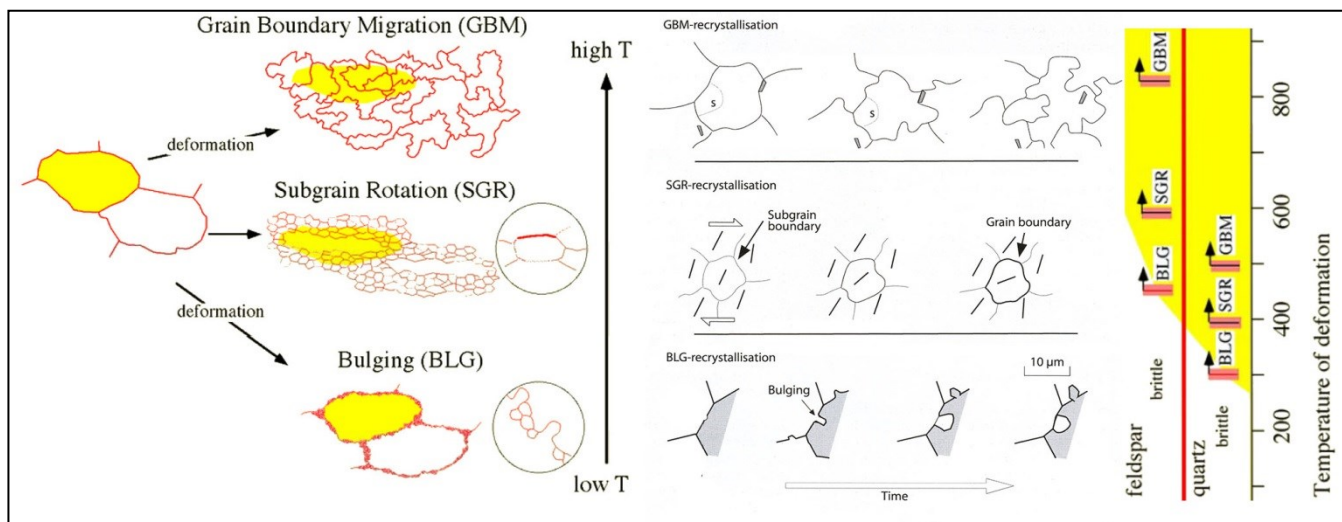 Grain Boundary Migration (GBM)
high T
deformation
Subgrain Rotation (SGR)
deformation
Bulging (BLG)
low T
GBM-recrystallisation
S
S
SGR-recrystallisation
Subgrain
boundary
Grain boundary
BLG-recrystallisation
10 µm
Bulging
Time
GBM
SGR
BLG
brittle
feldspar
GBM
SGR
BLG
brittle
quartz
800
600
400
200
Temperature of deformation